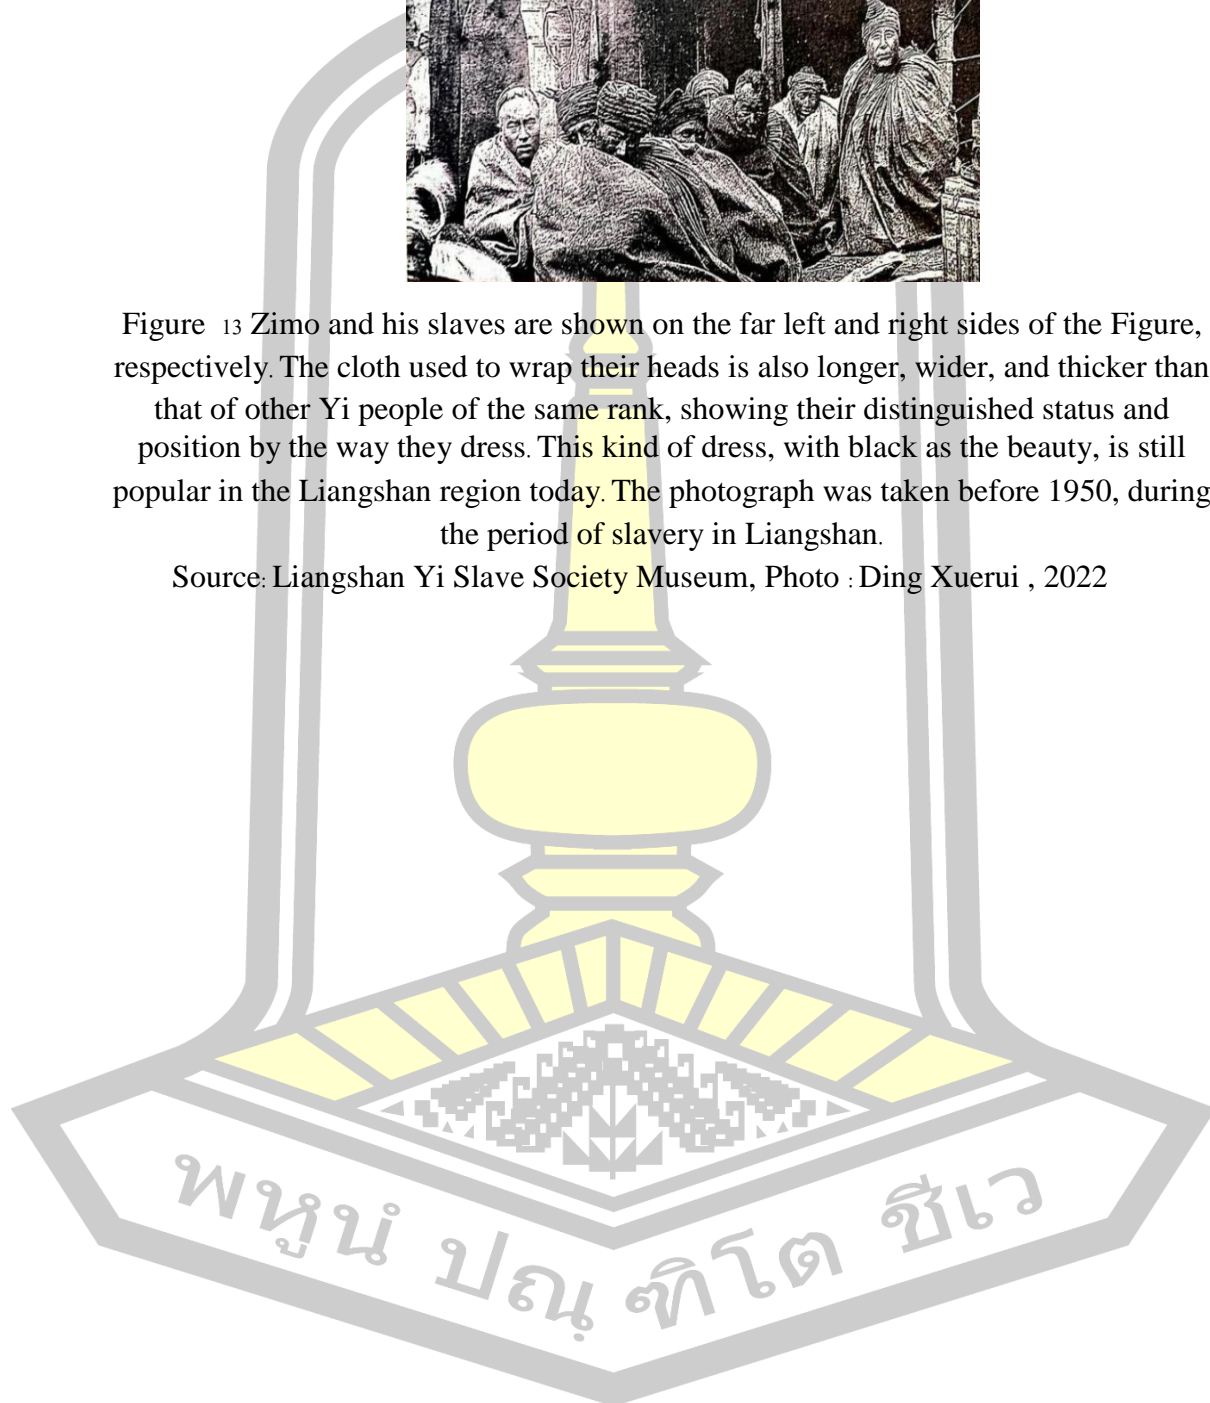 Figure 13 Zimo and his slaves are shown on the far left and right sides of the Figure,
respectively. The cloth used to wrap their heads is also longer, wider, and thicker than
that of other Yi people of the same rank, showing their distinguished status and
position by the way they dress. This kind of dress, with black as the beauty, is still
popular in the Liangshan region today. The photograph was taken before 1950, during
the period of slavery in Liangshan.
Source: Liangshan Yi Slave Society Museum, Photo : Ding Xuerui , 2022
พหูนํ ปณฺฑิโต ชีเว